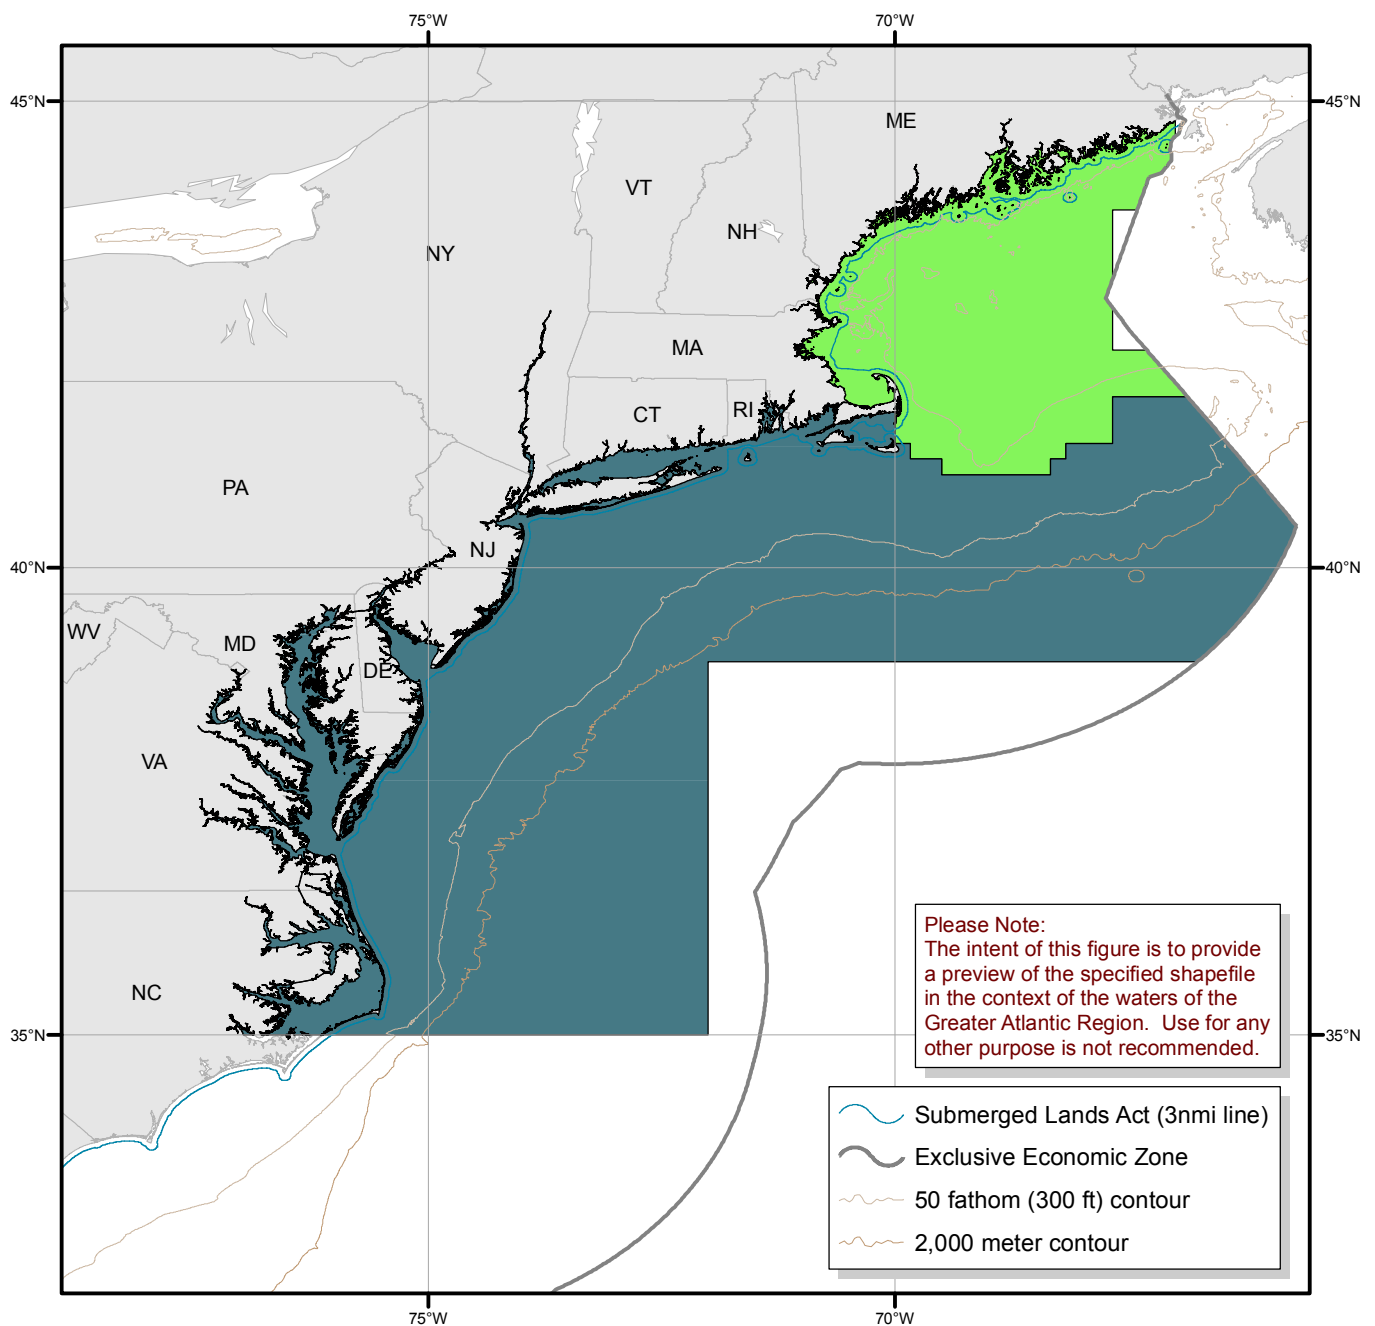 75°W 70°W
45°N 45°N
ME
VT
NH
NY
MA
CT RI
PA
NJ
40°N 40°N
WV
MD
DE
VA
NC
35°N 35°N
Please Note:
The intent of this figure is to provide
a preview of the specified shapefile
in the context of the waters of the
Greater Atlantic Region. Use for any
other purpose is not recommended.
Submerged Lands Act (3nmi line)
Exclusive Economic Zone
50 fathom (300 ft) contour
2,000 meter contour
75°W 70°W